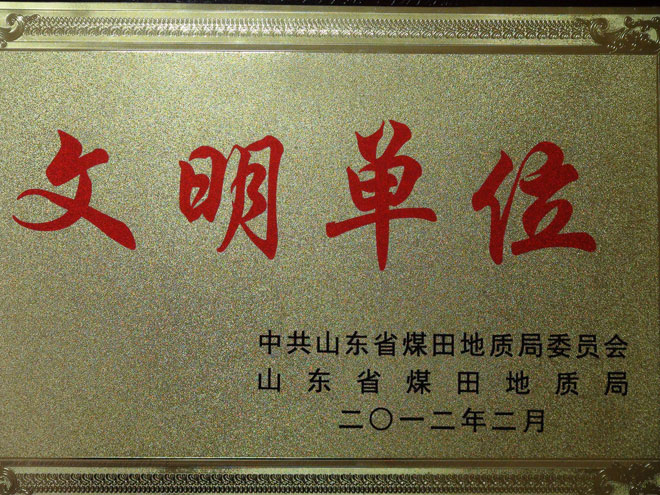 文明单位
中共山东省煤田地质局委员会
山东省煤田地质局
二〇一二年二月